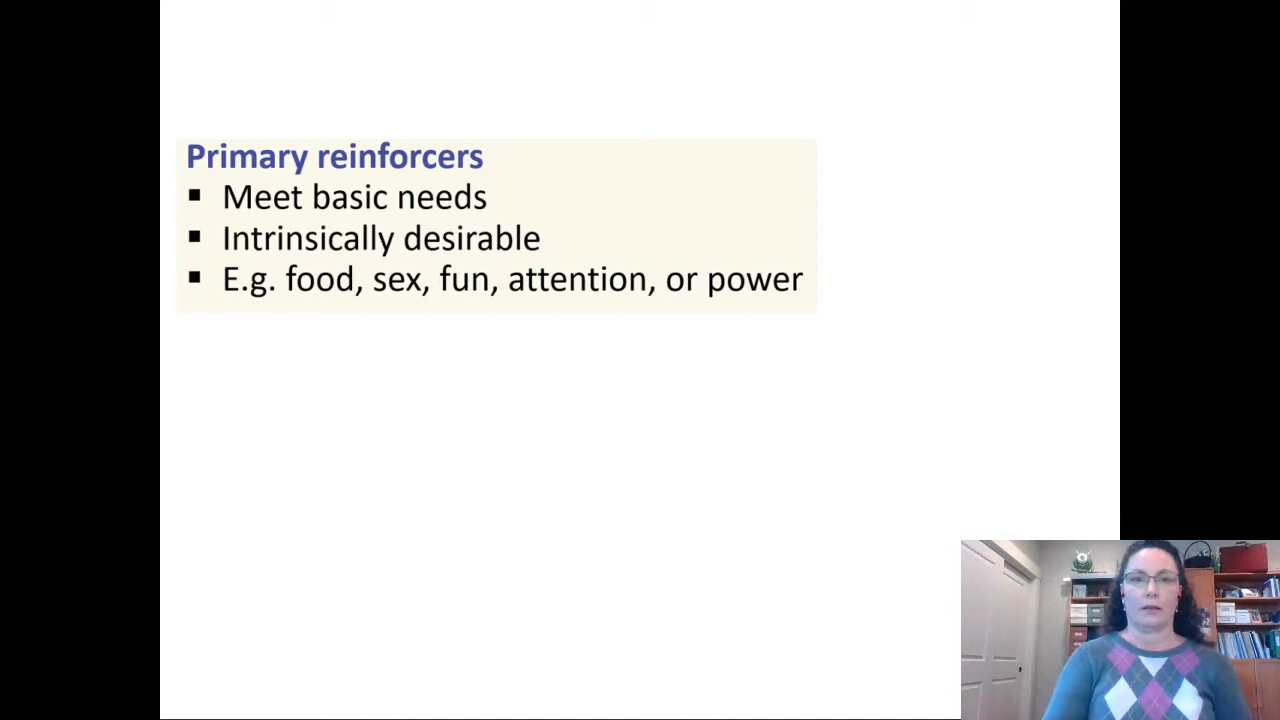 Primary reinforcers
▪ Meet basic needs
▪ Intrinsically desirable
▪ E.g. food, sex, fun, attention, or power